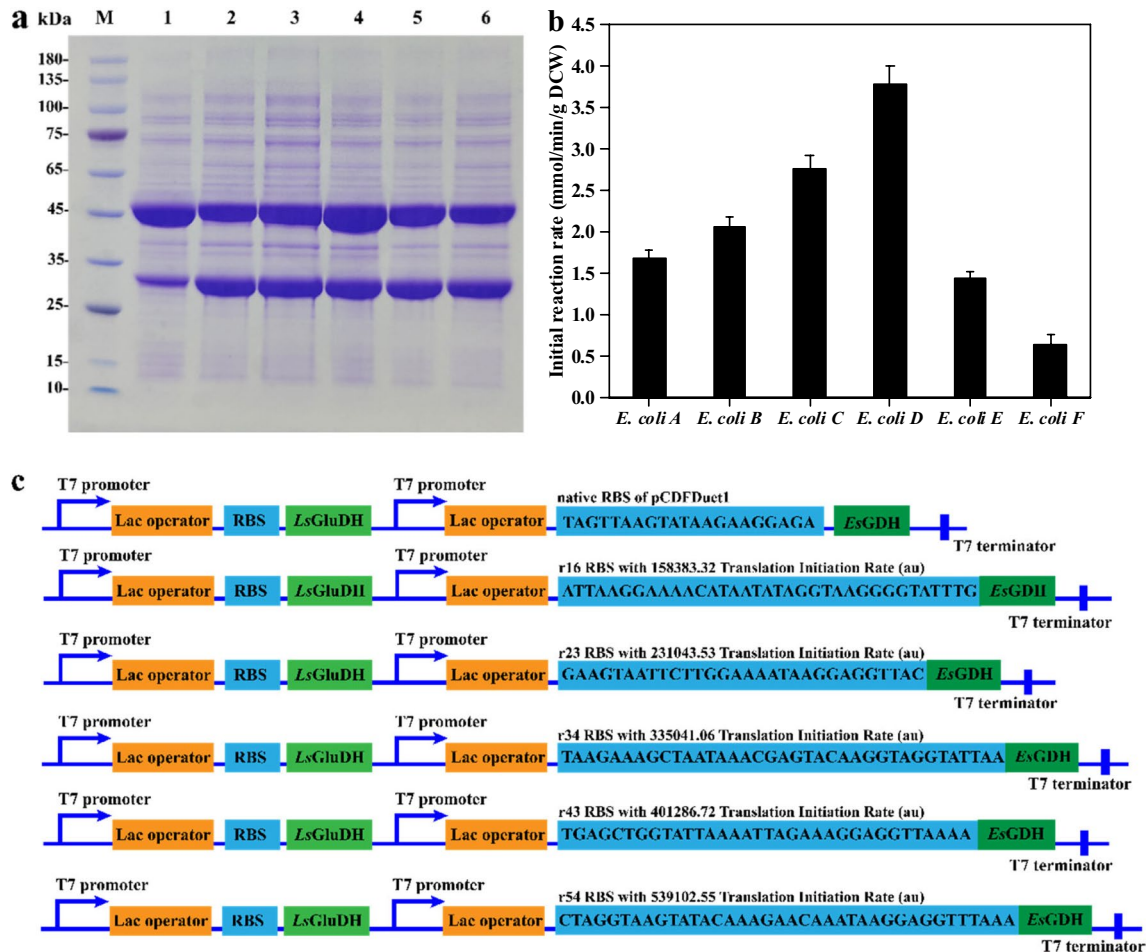 a kDa M 1 2 3 4 5 6
180-
135-
100-
75-
65-
45-
35-
25-
15-
10-
b
Initial reaction rate (mmol/min/g DCW)
4.5
4.0
3.5
3.0
2.5
2.0
1.5
1.0
0.5
0.0
E. coli A E. coli B E. coli C E. coli D E. coli E E. coli F
c
T7 promoter T7 promoter native RBS of pCDFDuet1
Lac operator RBS LsGluDH Lac operator TAGTTAAGTATAAGAAGGAGA EsGDH
T7 terminator
T7 promoter T7 promoter r16 RBS with 158383.32 Translation Initiation Rate (au)
Lac operator RBS LsGluDH Lac operator ATTAAGGAAAACATAATATAGGTAAGGGGTATTTG EsGDH
T7 terminator
T7 promoter T7 promoter r23 RBS with 231043.53 Translation Initiation Rate (au)
Lac operator RBS LsGluDH Lac operator GAAGTAATTCTTGGAAAATAAGGAGGTTAC EsGDH
T7 terminator
T7 promoter T7 promoter r34 RBS with 335041.06 Translation Initiation Rate (au)
Lac operator RBS LsGluDH Lac operator TAAGAAAGCTAATAAACGAGTACAAGGTAGGTATTAA EsGDH
T7 terminator
T7 promoter T7 promoter r43 RBS with 401286.72 Translation Initiation Rate (au)
Lac operator RBS LsGluDH Lac operator TGAGCTGGTATTAAAATTAGAAAGGAGGTTAAAA EsGDH
T7 terminator
T7 promoter T7 promoter r54 RBS with 539102.55 Translation Initiation Rate (au)
Lac operator RBS LsGluDH Lac operator CTAGGTAAGTATACAAAGAACAAATAAGGAGGTTTAAA EsGDH
T7 terminator